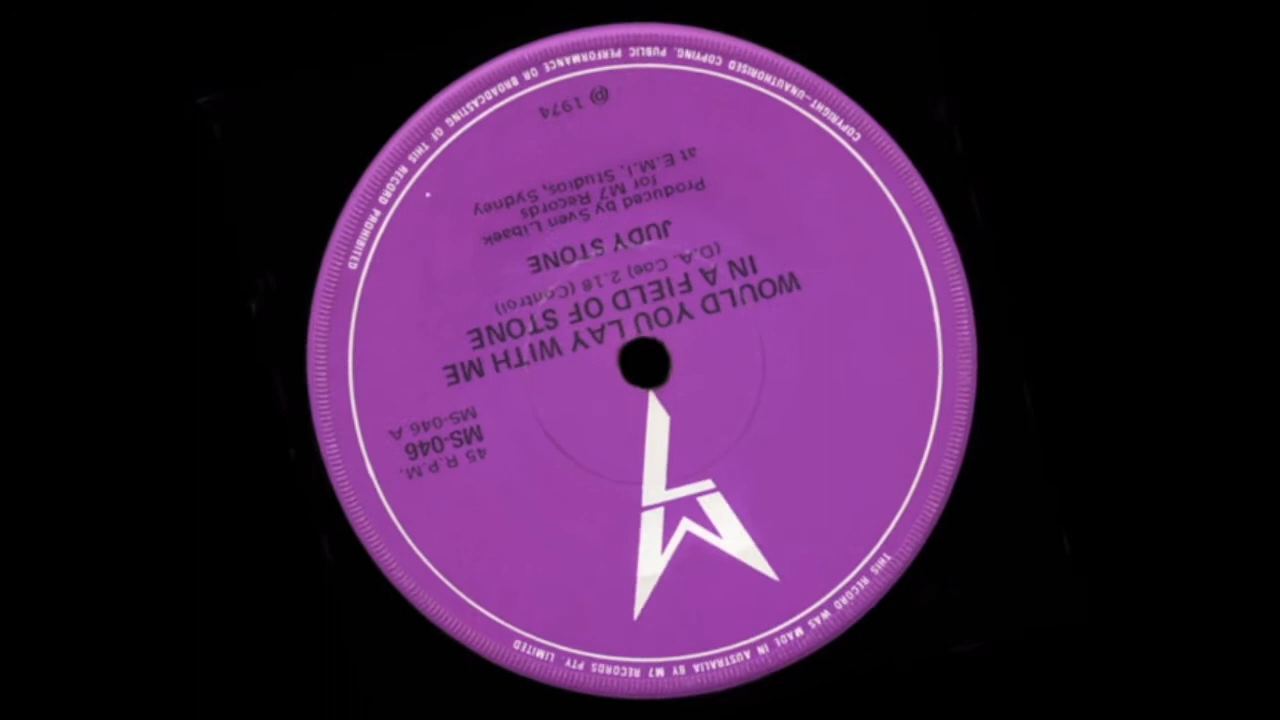 THIS RECORD WAS MADE IN AUSTRALIA BY M7 RECORDS PTY. LIMITED
M7
45 R.P.M.
MS-046
MS-046 A
WOULD YOU LAY WITH ME
IN A FIELD OF STONE
(D.A. Coe) 2.18 (Control)
JUDY STONE
Produced by Sven Libaek
for M7 Records
at E.M.I. Studios, Sydney
℗ 1974
COPYRIGHT—UNAUTHORISED COPYING, PUBLIC PERFORMANCE OR BROADCASTING OF THIS RECORD PROHIBITED